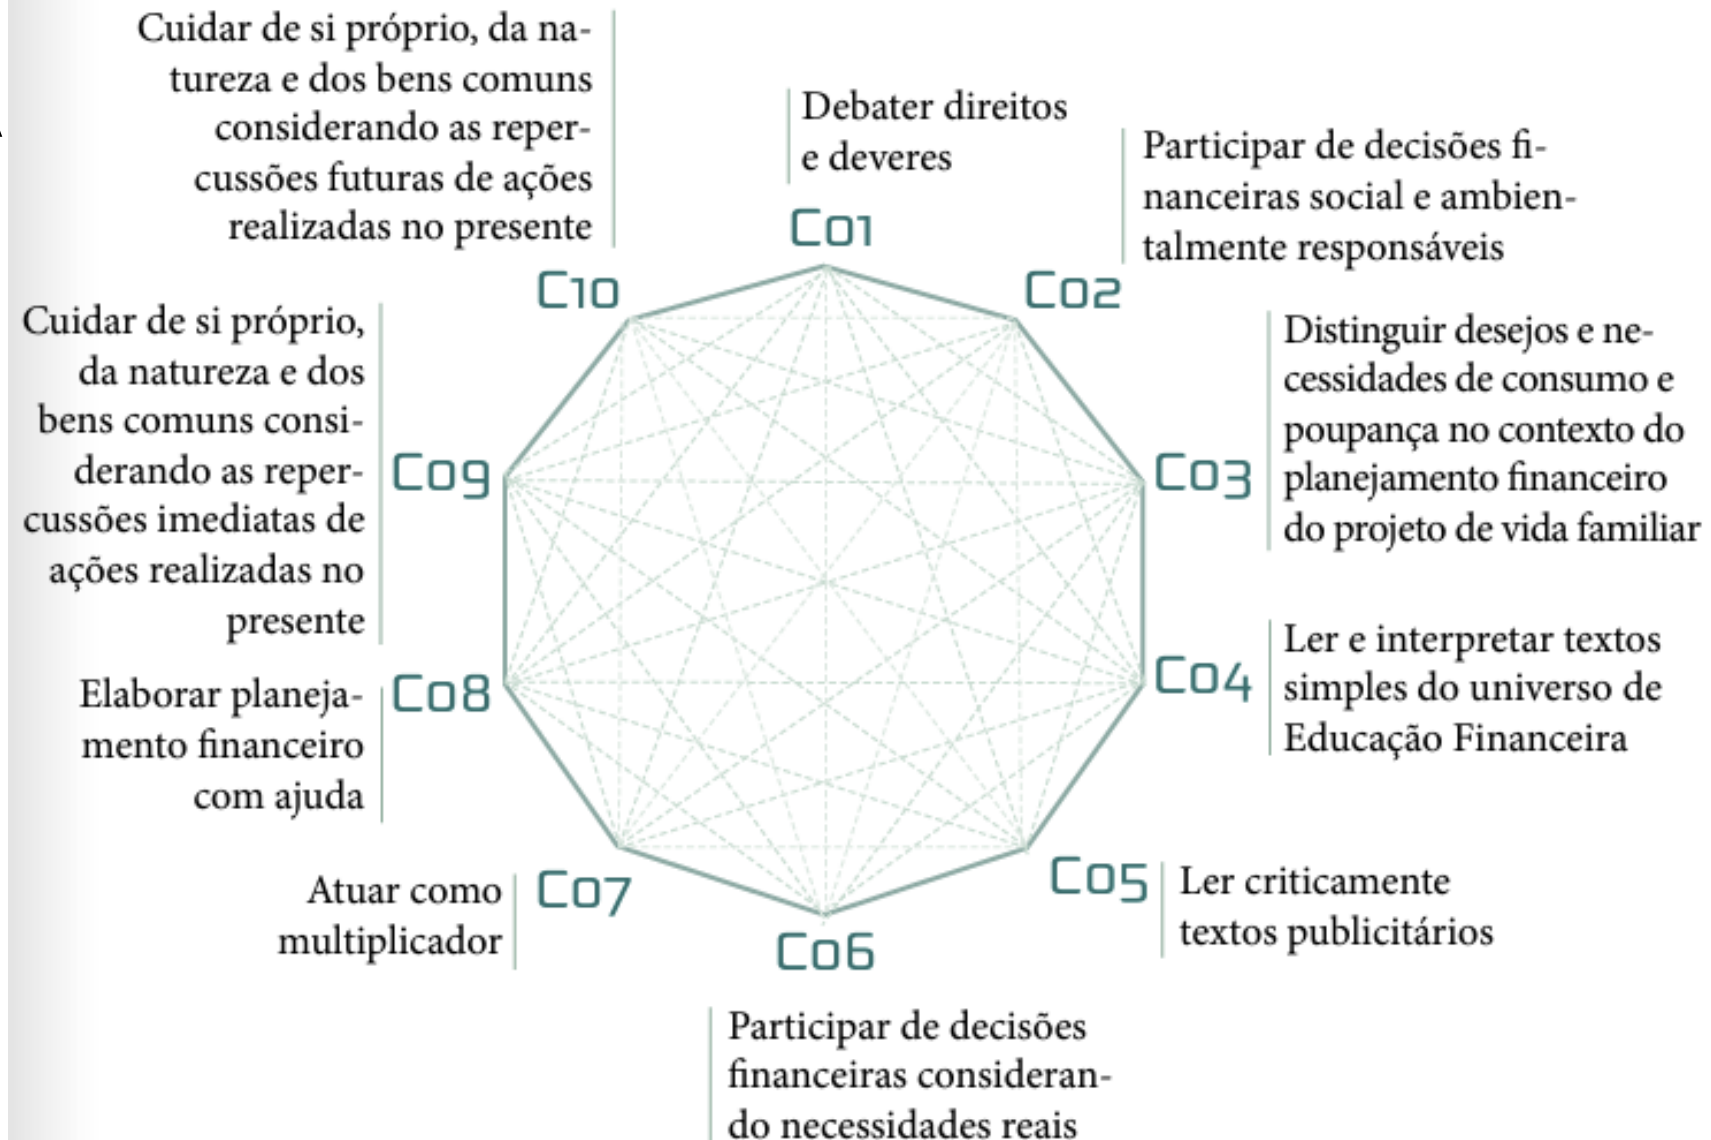 Cuidar de si próprio, da na-
tureza e dos bens comuns
considerando as reper-
cussões futuras de ações
realizadas no presente
C10
Debater direitos
e deveres
C01
Participar de decisões fi-
nanceiras social e ambien-
talmente responsáveis
C02
Distinguir desejos e ne-
cessidades de consumo e
poupança no contexto do
planejamento financeiro
do projeto de vida familiar
C03
Ler e interpretar textos
simples do universo de
Educação Financeira
C04
Ler criticamente
textos publicitários
C05
C06
Participar de decisões
financeiras consideran-
do necessidades reais
Atuar como
multiplicador
C07
Elaborar planeja-
mento financeiro
com ajuda
C08
Cuidar de si próprio,
da natureza e dos
bens comuns consi-
derando as reper-
cussões imediatas de
ações realizadas no
presente
C09